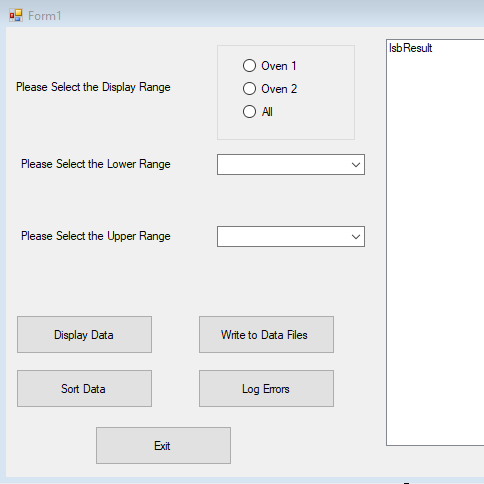 Form1
lsbResult
Oven 1
Please Select the Display Range
Oven 2
All
Please Select the Lower Range
Please Select the Upper Range
Display Data
Write to Data Files
Sort Data
Log Errors
Exit